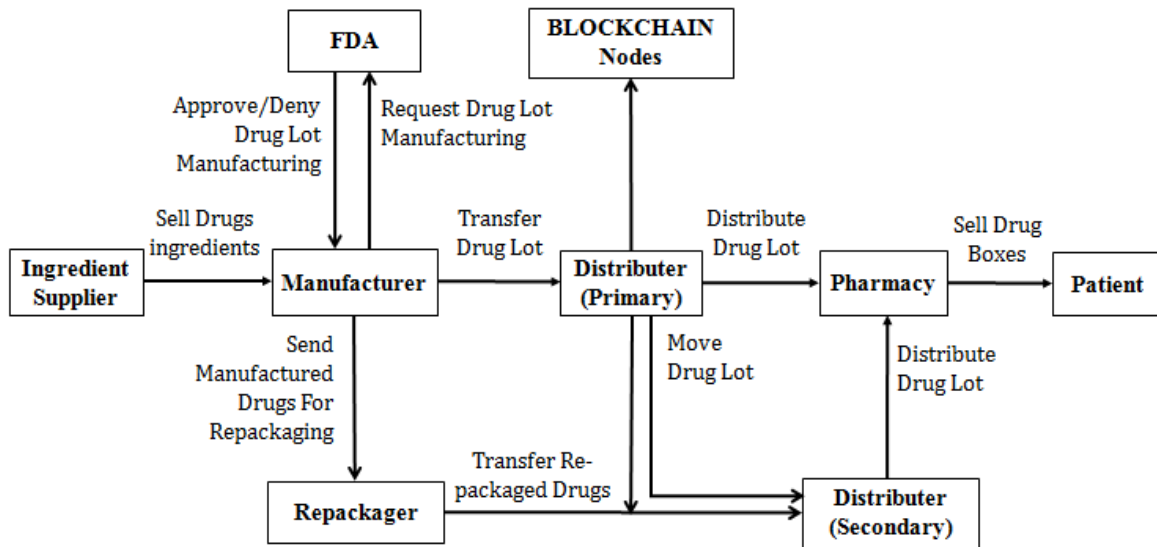 FDA
BLOCKCHAIN
Nodes
Approve/Deny
Drug Lot
Manufacturing
Request Drug Lot
Manufacturing
Sell Drugs
ingredients
Transfer
Drug Lot
Distribute
Drug Lot
Sell Drug
Boxes
Ingredient
Supplier
Manufacturer
Distributer
(Primary)
Pharmacy
Patient
Send
Manufactured
Drugs For
Repackaging
Move
Drug Lot
Distribute
Drug Lot
Transfer Re-
packaged Drugs
Repackager
Distributer
(Secondary)